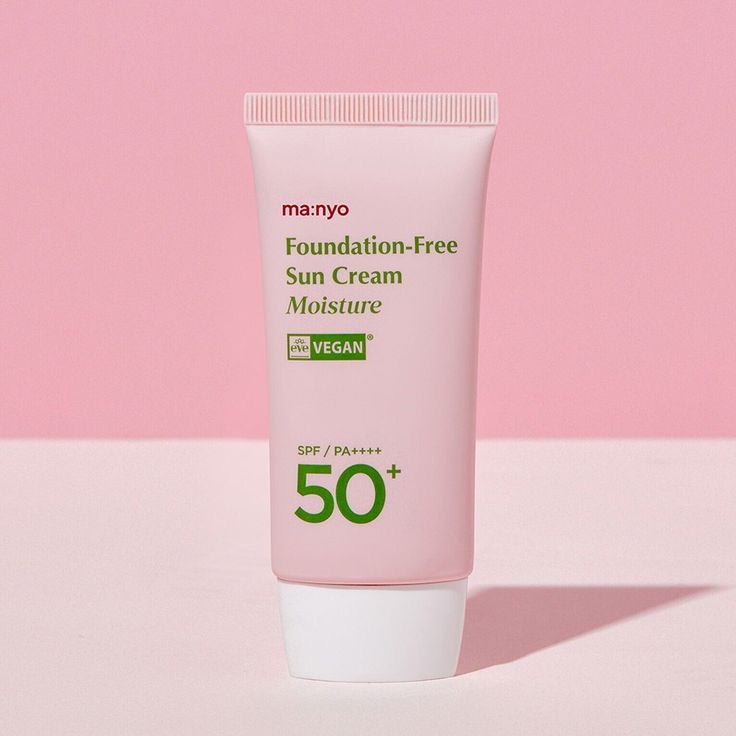 ma:nyo
Foundation-Free
Sun Cream
Moisture
eve VEGAN®
SPF / PA++++
50+